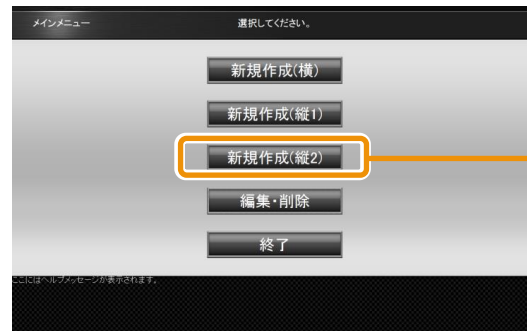 メインメニュー
選択してください。
新規作成(横)
新規作成(縦1)
新規作成(縦2)
編集・削除
終了
ここにはヘルプメッセージが表示されます。